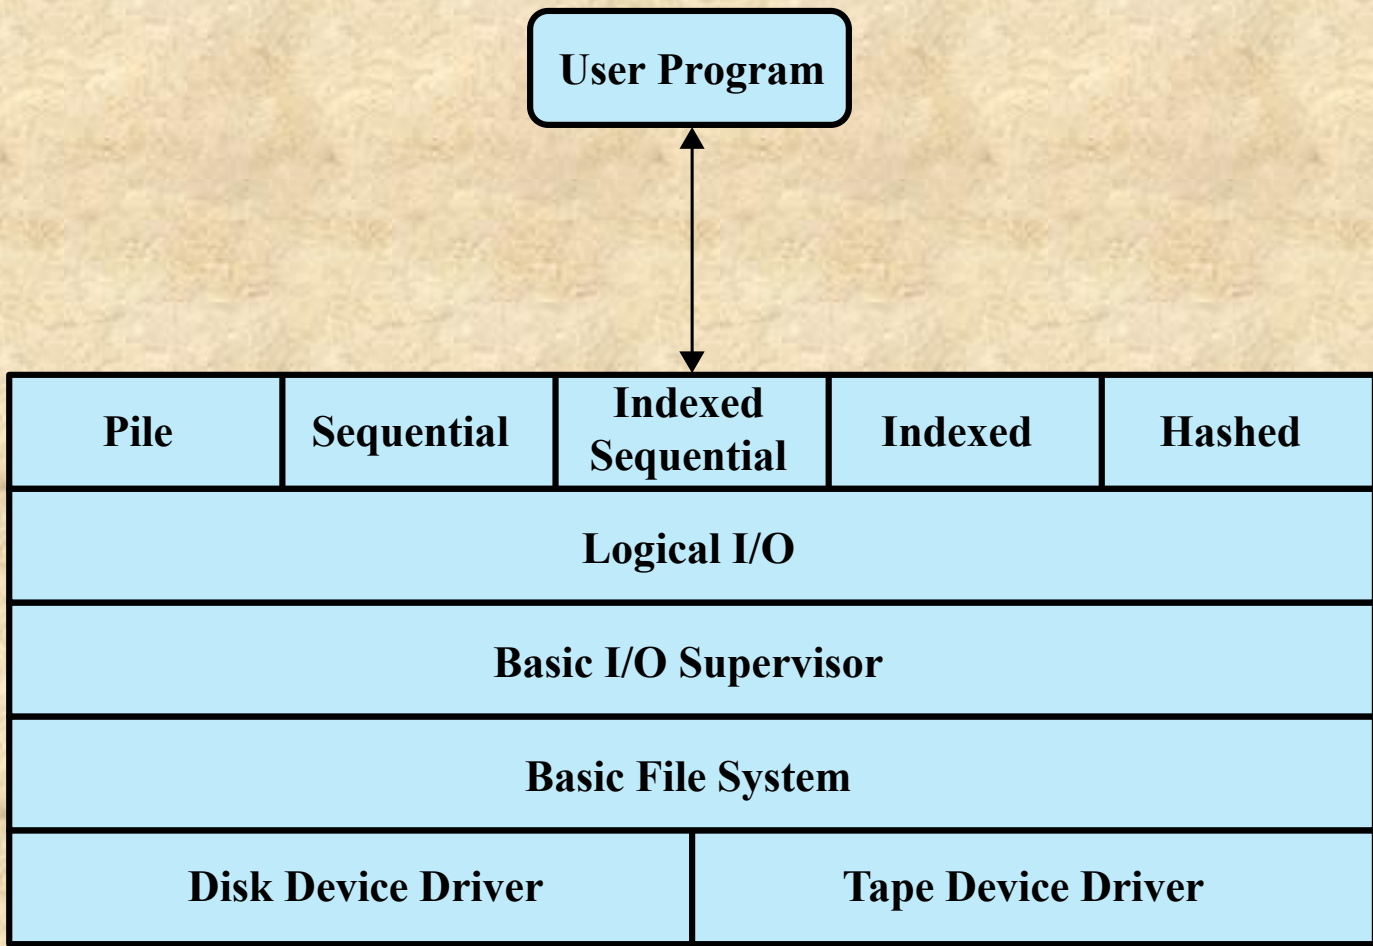 User Program
Pile
Sequential
Indexed
Sequential
Indexed
Hashed
Logical I/O
Basic I/O Supervisor
Basic File System
Disk Device Driver
Tape Device Driver